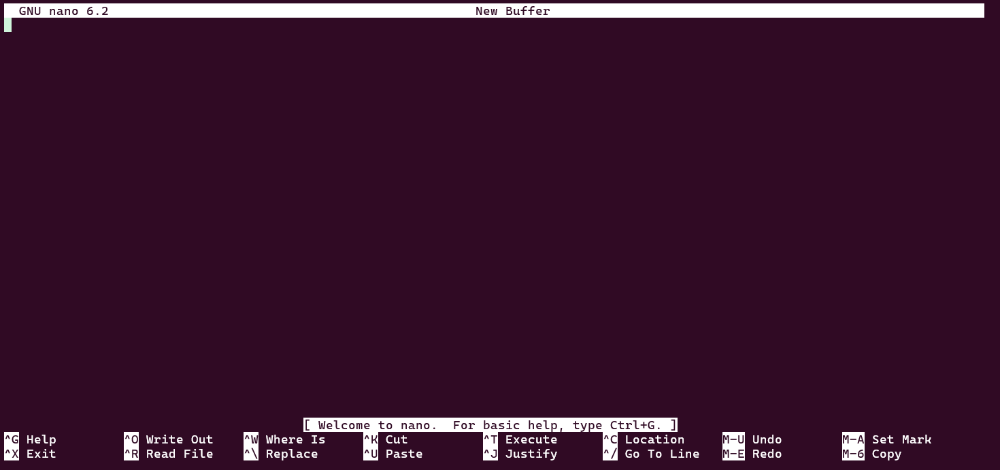 GNU nano 6.2 New Buffer
[ Welcome to nano.  For basic help, type Ctrl+G. ]
^G Help ^O Write Out ^W Where Is ^K Cut ^T Execute ^C Location M-U Undo M-A Set Mark
^X Exit ^R Read File ^\ Replace ^U Paste ^J Justify ^/ Go To Line M-E Redo M-6 Copy